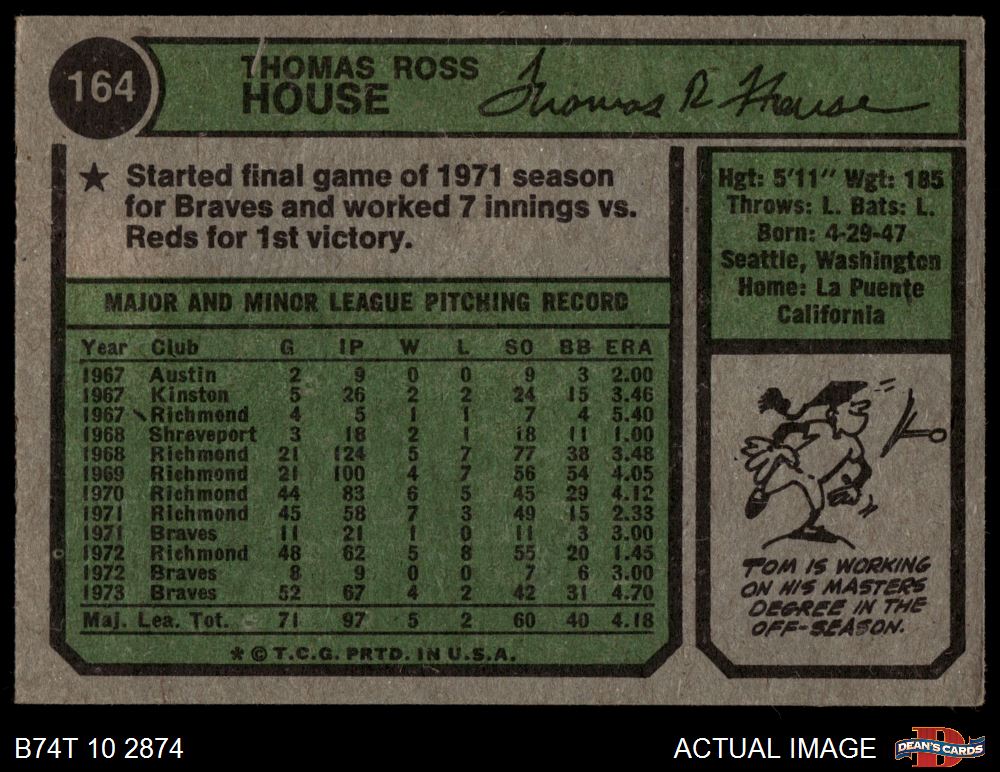 164
THOMAS ROSS
HOUSE
Thomas R House
★ Started final game of 1971 season
for Braves and worked 7 innings vs.
Reds for 1st victory.
Hgt: 5'11" Wgt: 185
Throws: L. Bats: L.
Born: 4-29-47
Seattle, Washington
Home: La Puente
California
MAJOR AND MINOR LEAGUE PITCHING RECORD
Year Club G IP W L SO BB ERA
1967 Austin 2 9 0 0 9 3 2.00
1967 Kinston 5 26 2 2 24 15 3.46
1967 Richmond 4 5 1 1 7 4 5.40
1968 Shreveport 3 18 2 1 18 11 1.00
1968 Richmond 21 124 5 7 77 38 3.48
1969 Richmond 21 100 4 7 56 54 4.05
1970 Richmond 44 83 6 5 45 29 4.12
1971 Richmond 45 58 7 3 49 15 2.33
1971 Braves 11 21 1 0 11 3 3.00
1972 Richmond 48 62 5 8 55 20 1.45
1972 Braves 8 9 0 0 7 6 3.00
1973 Braves 52 67 4 2 42 31 4.70
Maj. Lea. Tot. 71 97 5 2 60 40 4.18
* © T.C.G. PRTD. IN U.S.A.
TOM IS WORKING
ON HIS MASTERS
DEGREE IN THE
OFF-SEASON.
B74T 10 2874
ACTUAL IMAGE
DEAN'S CARDS